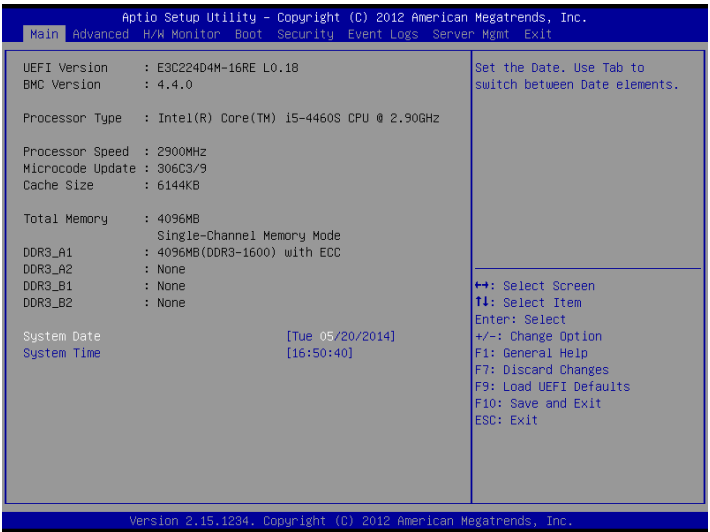 Aptio Setup Utility – Copyright (C) 2012 American Megatrends, Inc.
Main Advanced H/W Monitor Boot Security Event Logs Server Mgmt Exit
UEFI Version : E3C224D4M-16RE L0.18
BMC Version : 4.4.0
Processor Type : Intel(R) Core(TM) i5-4460S CPU @ 2.90GHz
Processor Speed : 2900MHz
Microcode Update : 306C3/9
Cache Size : 6144KB
Total Memory : 4096MB
Single-Channel Memory Mode
DDR3_A1 : 4096MB(DDR3-1600) with ECC
DDR3_A2 : None
DDR3_B1 : None
DDR3_B2 : None
System Date [Tue 05/20/2014]
System Time [16:50:40]
Set the Date. Use Tab to
switch between Date elements.
↔: Select Screen
↑↓: Select Item
Enter: Select
+/-: Change Option
F1: General Help
F7: Discard Changes
F9: Load UEFI Defaults
F10: Save and Exit
ESC: Exit
Version 2.15.1234. Copyright (C) 2012 American Megatrends, Inc.